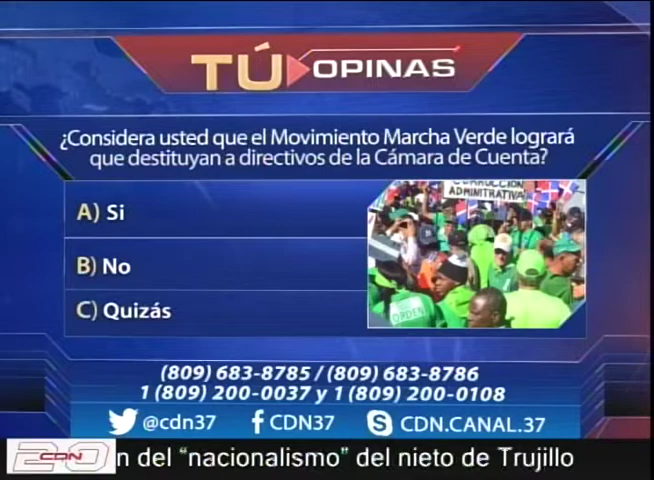 TÚ OPINAS
¿Considera usted que el Movimiento Marcha Verde logrará
que destituyan a directivos de la Cámara de Cuenta?
A) Si
B) No
C) Quizás
CORRUPCION
ADMINITRATIVA
ORDEN
(809) 683-8785 / (809) 683-8786
1 (809) 200-0037 y 1 (809) 200-0108
@cdn37
CDN37
CDN.CANAL.37
CDN
n del “nacionalismo” del nieto de Trujillo